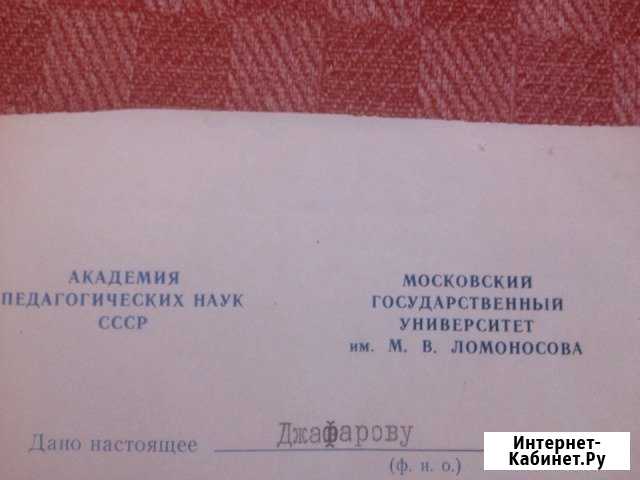 АКАДЕМИЯ
ПЕДАГОГИЧЕСКИХ НАУК
СССР
МОСКОВСКИЙ
ГОСУДАРСТВЕННЫЙ
УНИВЕРСИТЕТ
им. М. В. ЛОМОНОСОВА
Дано настоящее Джафарову
(ф. и. о.)
Интернет-
Кабинет.Ру